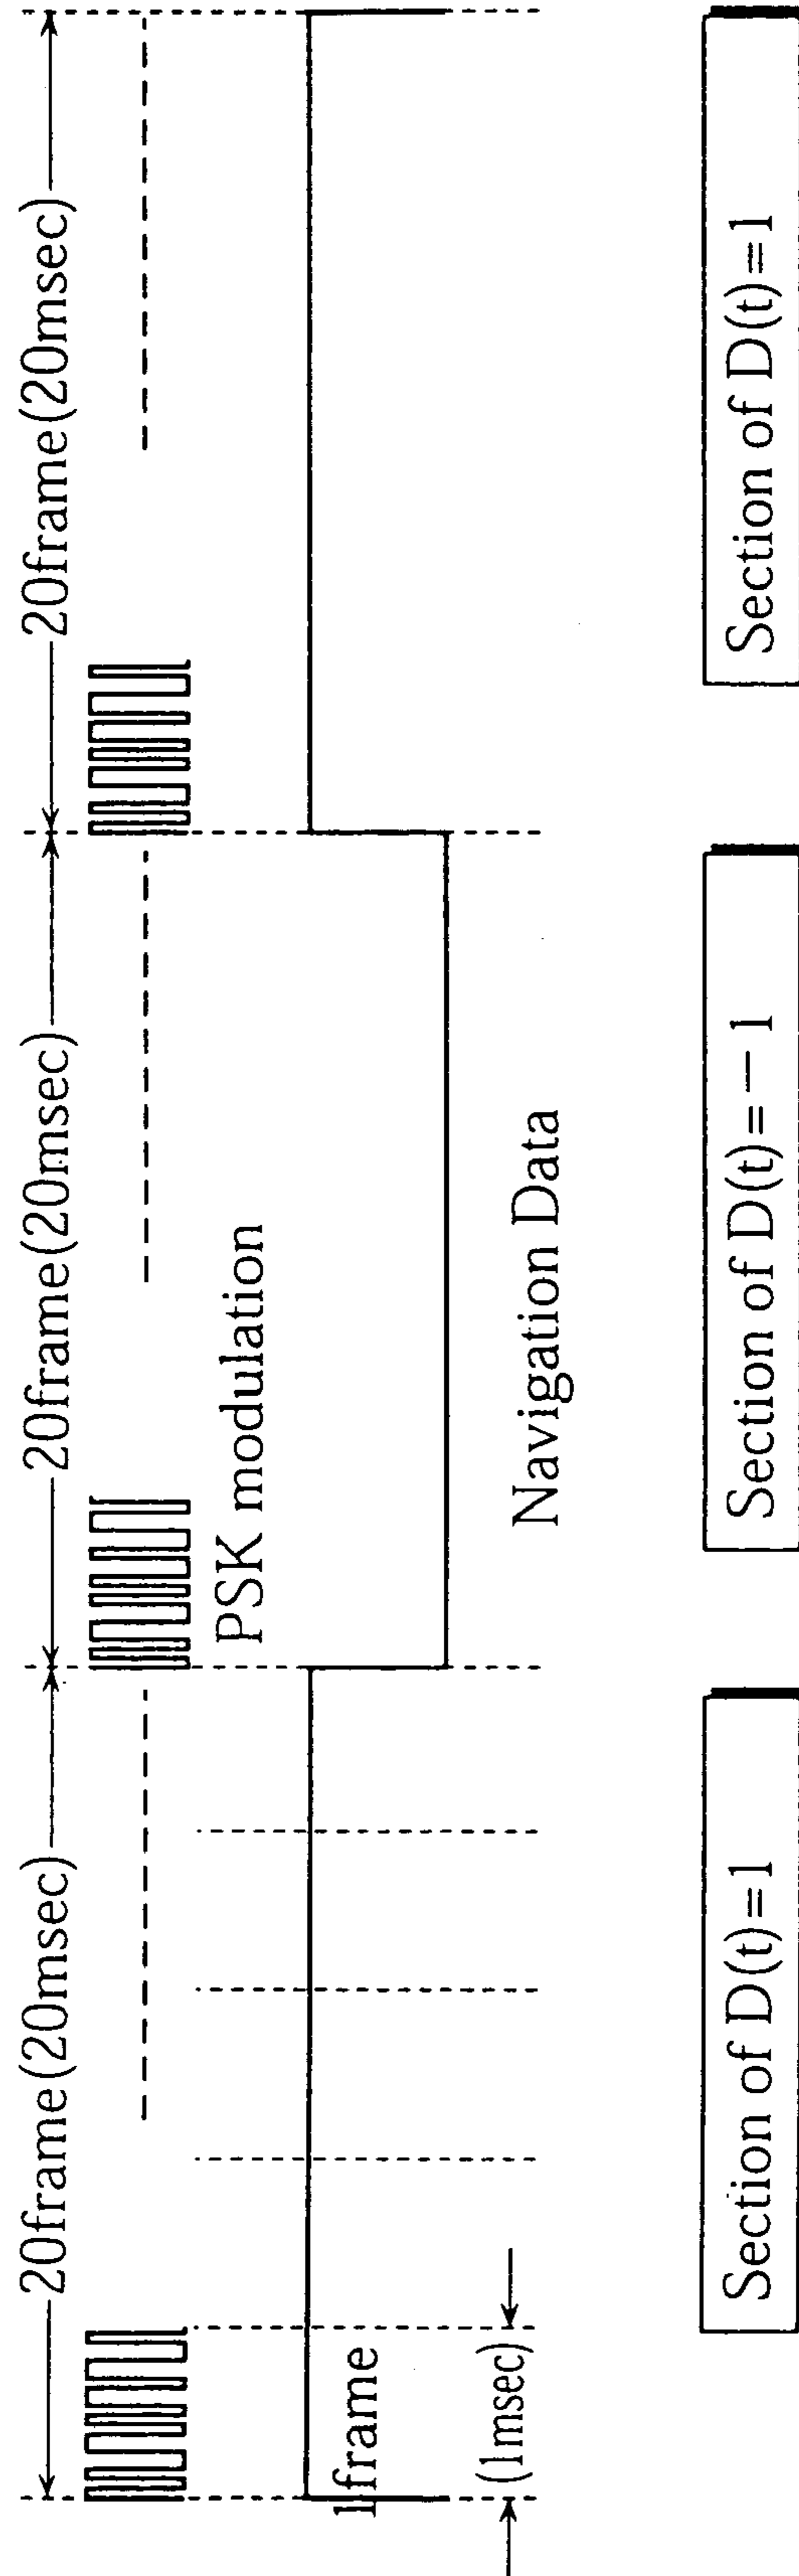 20frame(20msec)
20frame(20msec)
20frame(20msec)
PSK modulation
1frame
(1msec)
Navigation Data
Section of D(t)=1
Section of D(t)=−1
Section of D(t)=1